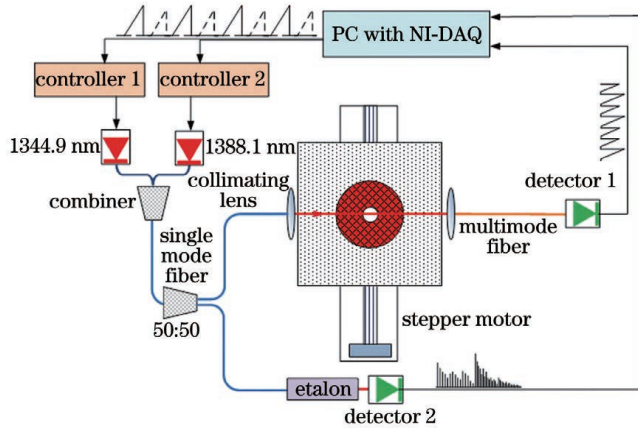 PC with NI-DAQ
controller 1
controller 2
1344.9 nm
1388.1 nm
detector 1
combiner
collimating
lens
multimode
fiber
single
mode
fiber
50:50
stepper motor
etalon
detector 2